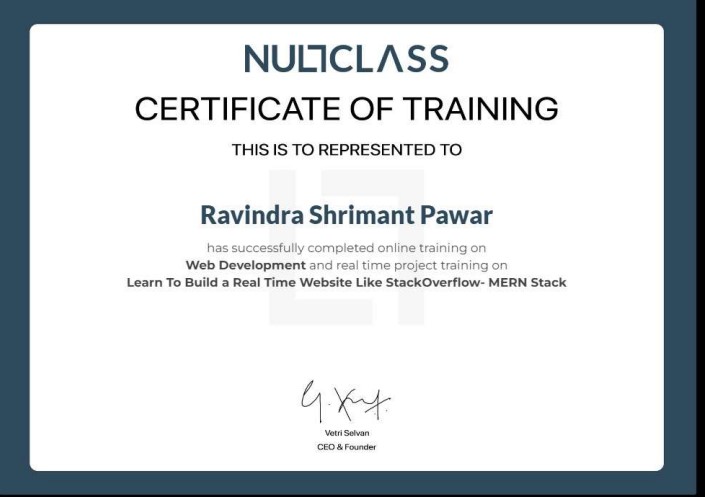 NULLCLASS
CERTIFICATE OF TRAINING
THIS IS TO REPRESENTED TO
Ravindra Shrimant Pawar
has successfully completed online training on
Web Development and real time project training on
Learn To Build a Real Time Website Like StackOverflow- MERN Stack
Vetri Selvan
CEO & Founder